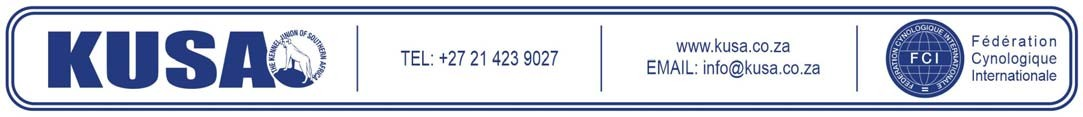 KUSA
THE KENNEL UNION OF SOUTHERN AFRICA
TEL: +27 21 423 9027
www.kusa.co.za
EMAIL: info@kusa.co.za
FEDERATION CYNOLOGIQUE INTERNATIONALE
FCI
Fédération
Cynologique
Internationale